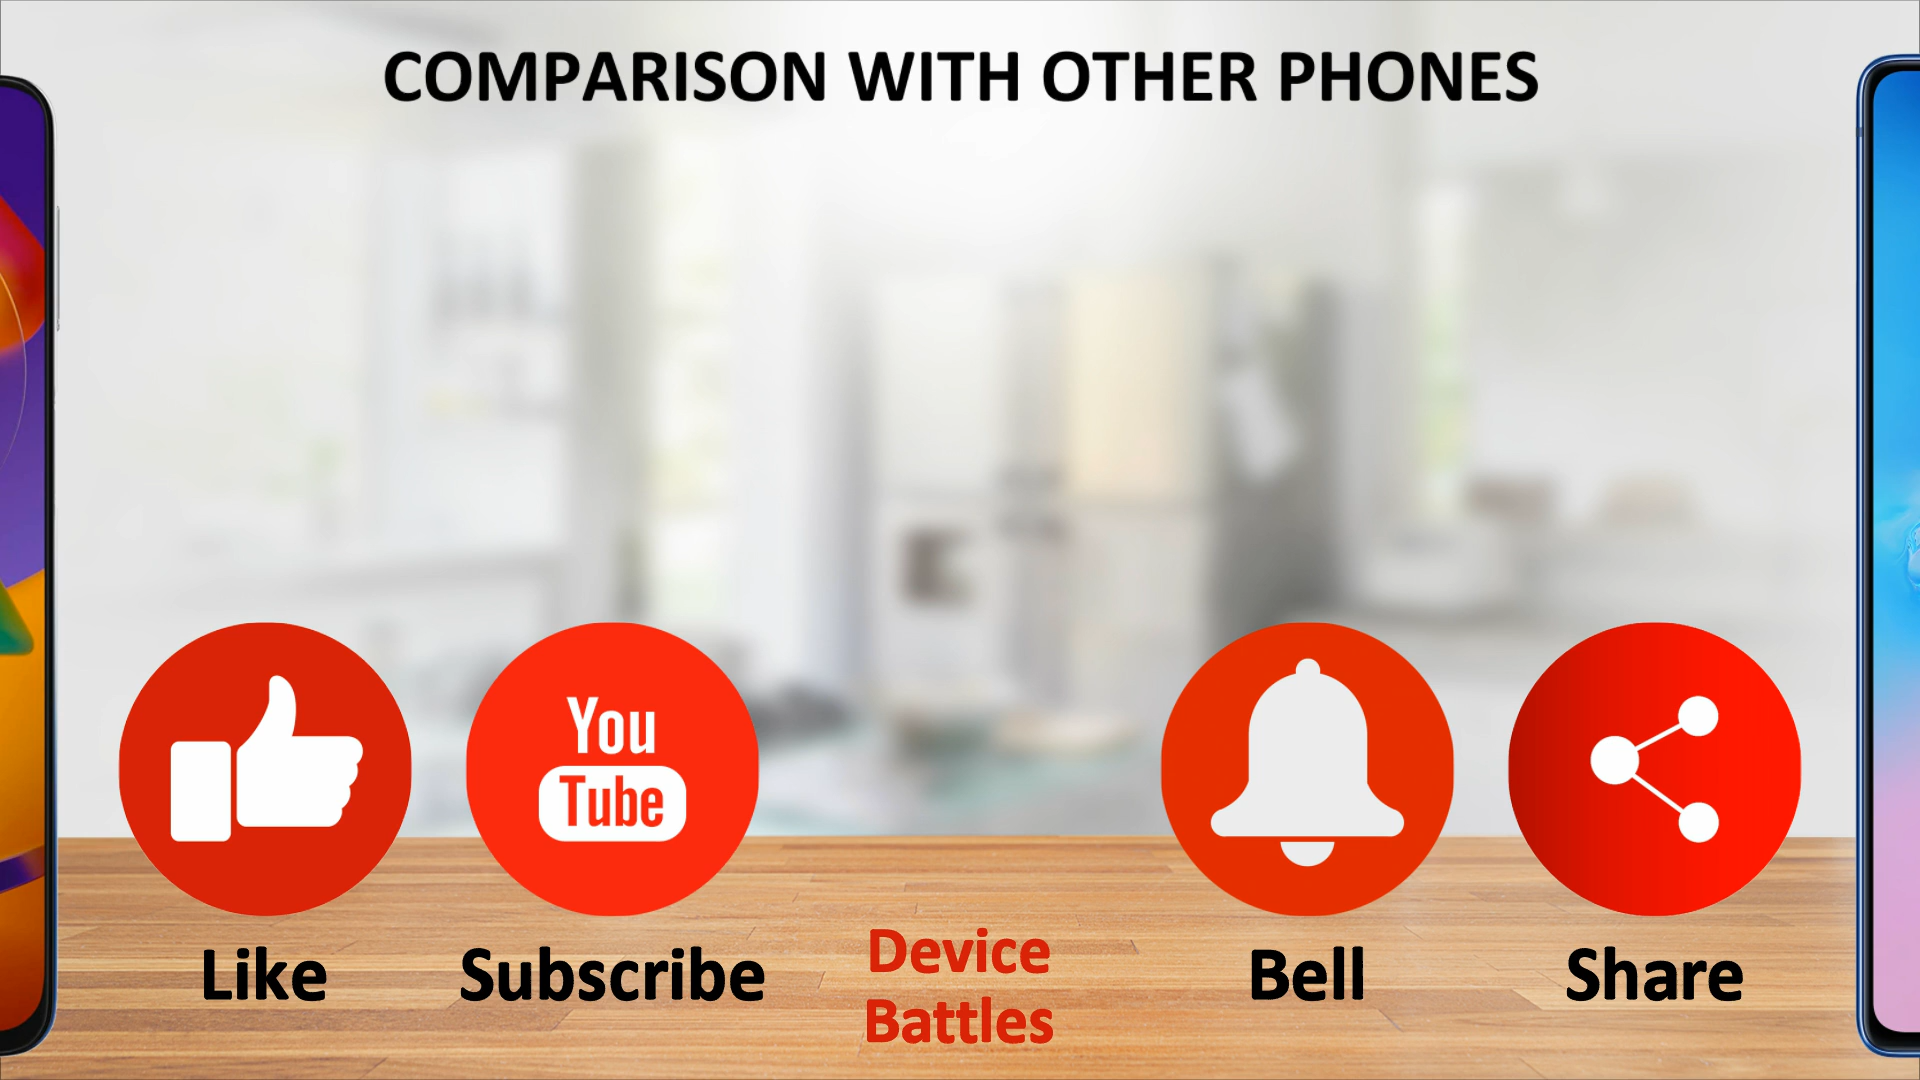 COMPARISON WITH OTHER PHONES
You
Tube
Like
Subscribe
Device
Battles
Bell
Share